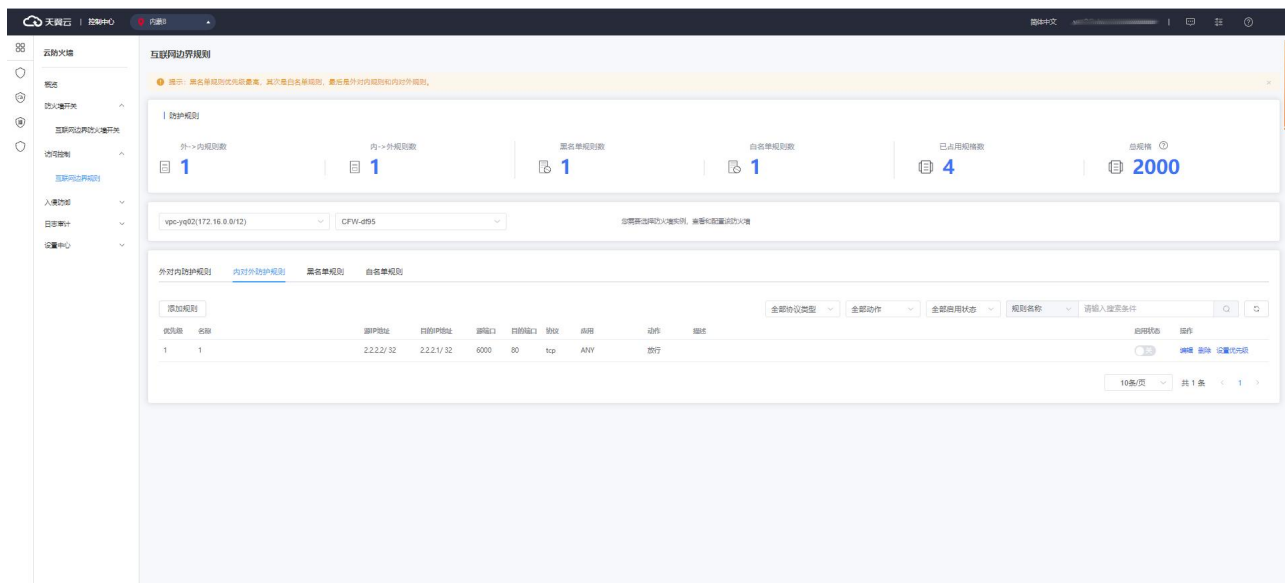 天翼云 | 控制中心 内蒙8 简体中文
云防火墙
概览
防火墙开关
互联网边界防火墙开关
访问控制
互联网边界规则
入侵防御
日志审计
设置中心
互联网边界规则
提示：黑名单规则优先级最高，其次是白名单规则，最后是外对内规则和内对外规则。
防护规则
外->内规则数 内->外规则数 黑名单规则数 白名单规则数 已占用规格数 总规格
1 1 1 1 4 2000
vpc-yq02(172.16.0.0/12) CFW-df95 您需要选择防火墙实例，查看和配置该防火墙
外对内防护规则 内对外防护规则 黑名单规则 白名单规则
添加规则 全部协议类型 全部动作 全部启用状态 规则名称 请输入搜索条件
优先级 名称 源IP地址 目的IP地址 源端口 目的端口 协议 应用 动作 描述 启用状态 操作
1 1 2.2.2.2/ 32 2.2.2.1/ 32 6000 80 tcp ANY 放行 编辑 删除 设置优先级
10条/页 共 1 条 1